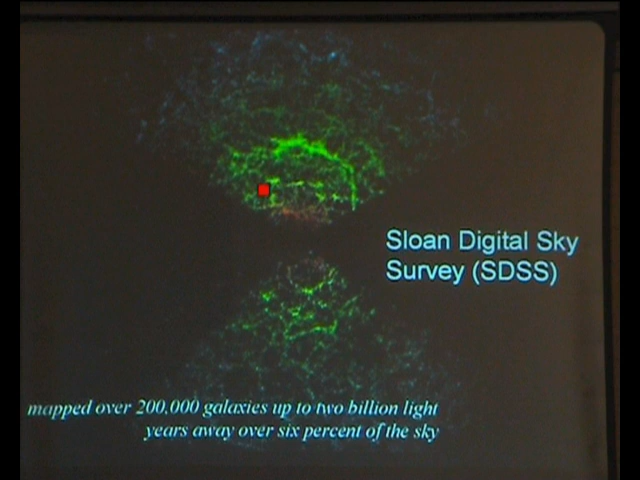 Sloan Digital Sky
Survey (SDSS)
mapped over 200,000 galaxies up to two billion light
years away over six percent of the sky